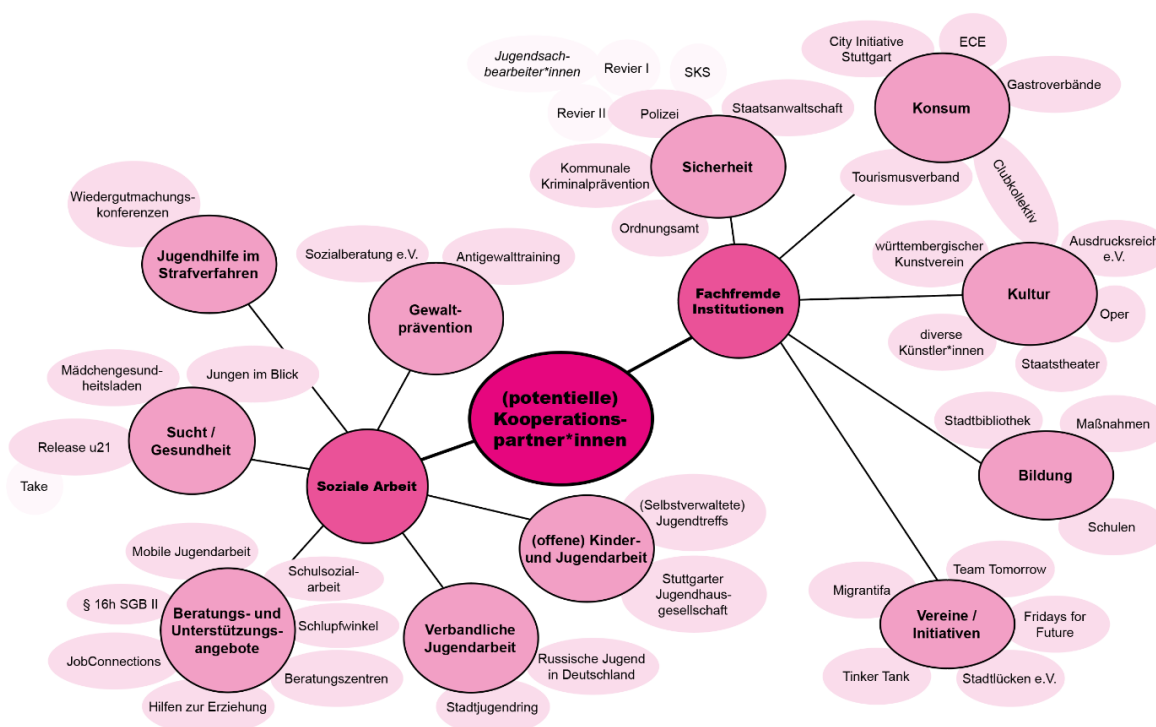 (potentielle)
Kooperations-
partner*innen
Fachfremde
Institutionen
Sicherheit
Jugendsach-
bearbeiter*innen
Revier I
SKS
Revier II
Polizei
Staatsanwaltschaft
Kommunale
Kriminalprävention
Ordnungsamt
Konsum
City Initiative
Stuttgart
ECE
Gastroverbände
Tourismusverband
Clubkollektiv
Kultur
württembergischer
Kunstverein
Ausdrucksreich
e.V.
Oper
diverse
Künstler*innen
Staatstheater
Bildung
Stadtbibliothek
Maßnahmen
Schulen
Vereine /
Initiativen
Migrantifa
Team Tomorrow
Fridays for
Future
Tinker Tank
Stadtlücken e.V.
Soziale Arbeit
Jugendhilfe im
Strafverfahren
Wiedergutmachungs-
konferenzen
Gewalt-
prävention
Sozialberatung e.V.
Antigewalttraining
Sucht /
Gesundheit
Mädchengesund-
heitsladen
Jungen im Blick
Release u21
Take
Beratungs- und
Unterstützungs-
angebote
Mobile Jugendarbeit
Schulsozial-
arbeit
§ 16h SGB II
Schlupfwinkel
JobConnections
Beratungszentren
Hilfen zur Erziehung
Verbandliche
Jugendarbeit
Russische Jugend
in Deutschland
Stadtjugendring
(offene) Kinder-
und Jugendarbeit
(Selbstverwaltete)
Jugendtreffs
Stuttgarter
Jugendhaus-
gesellschaft